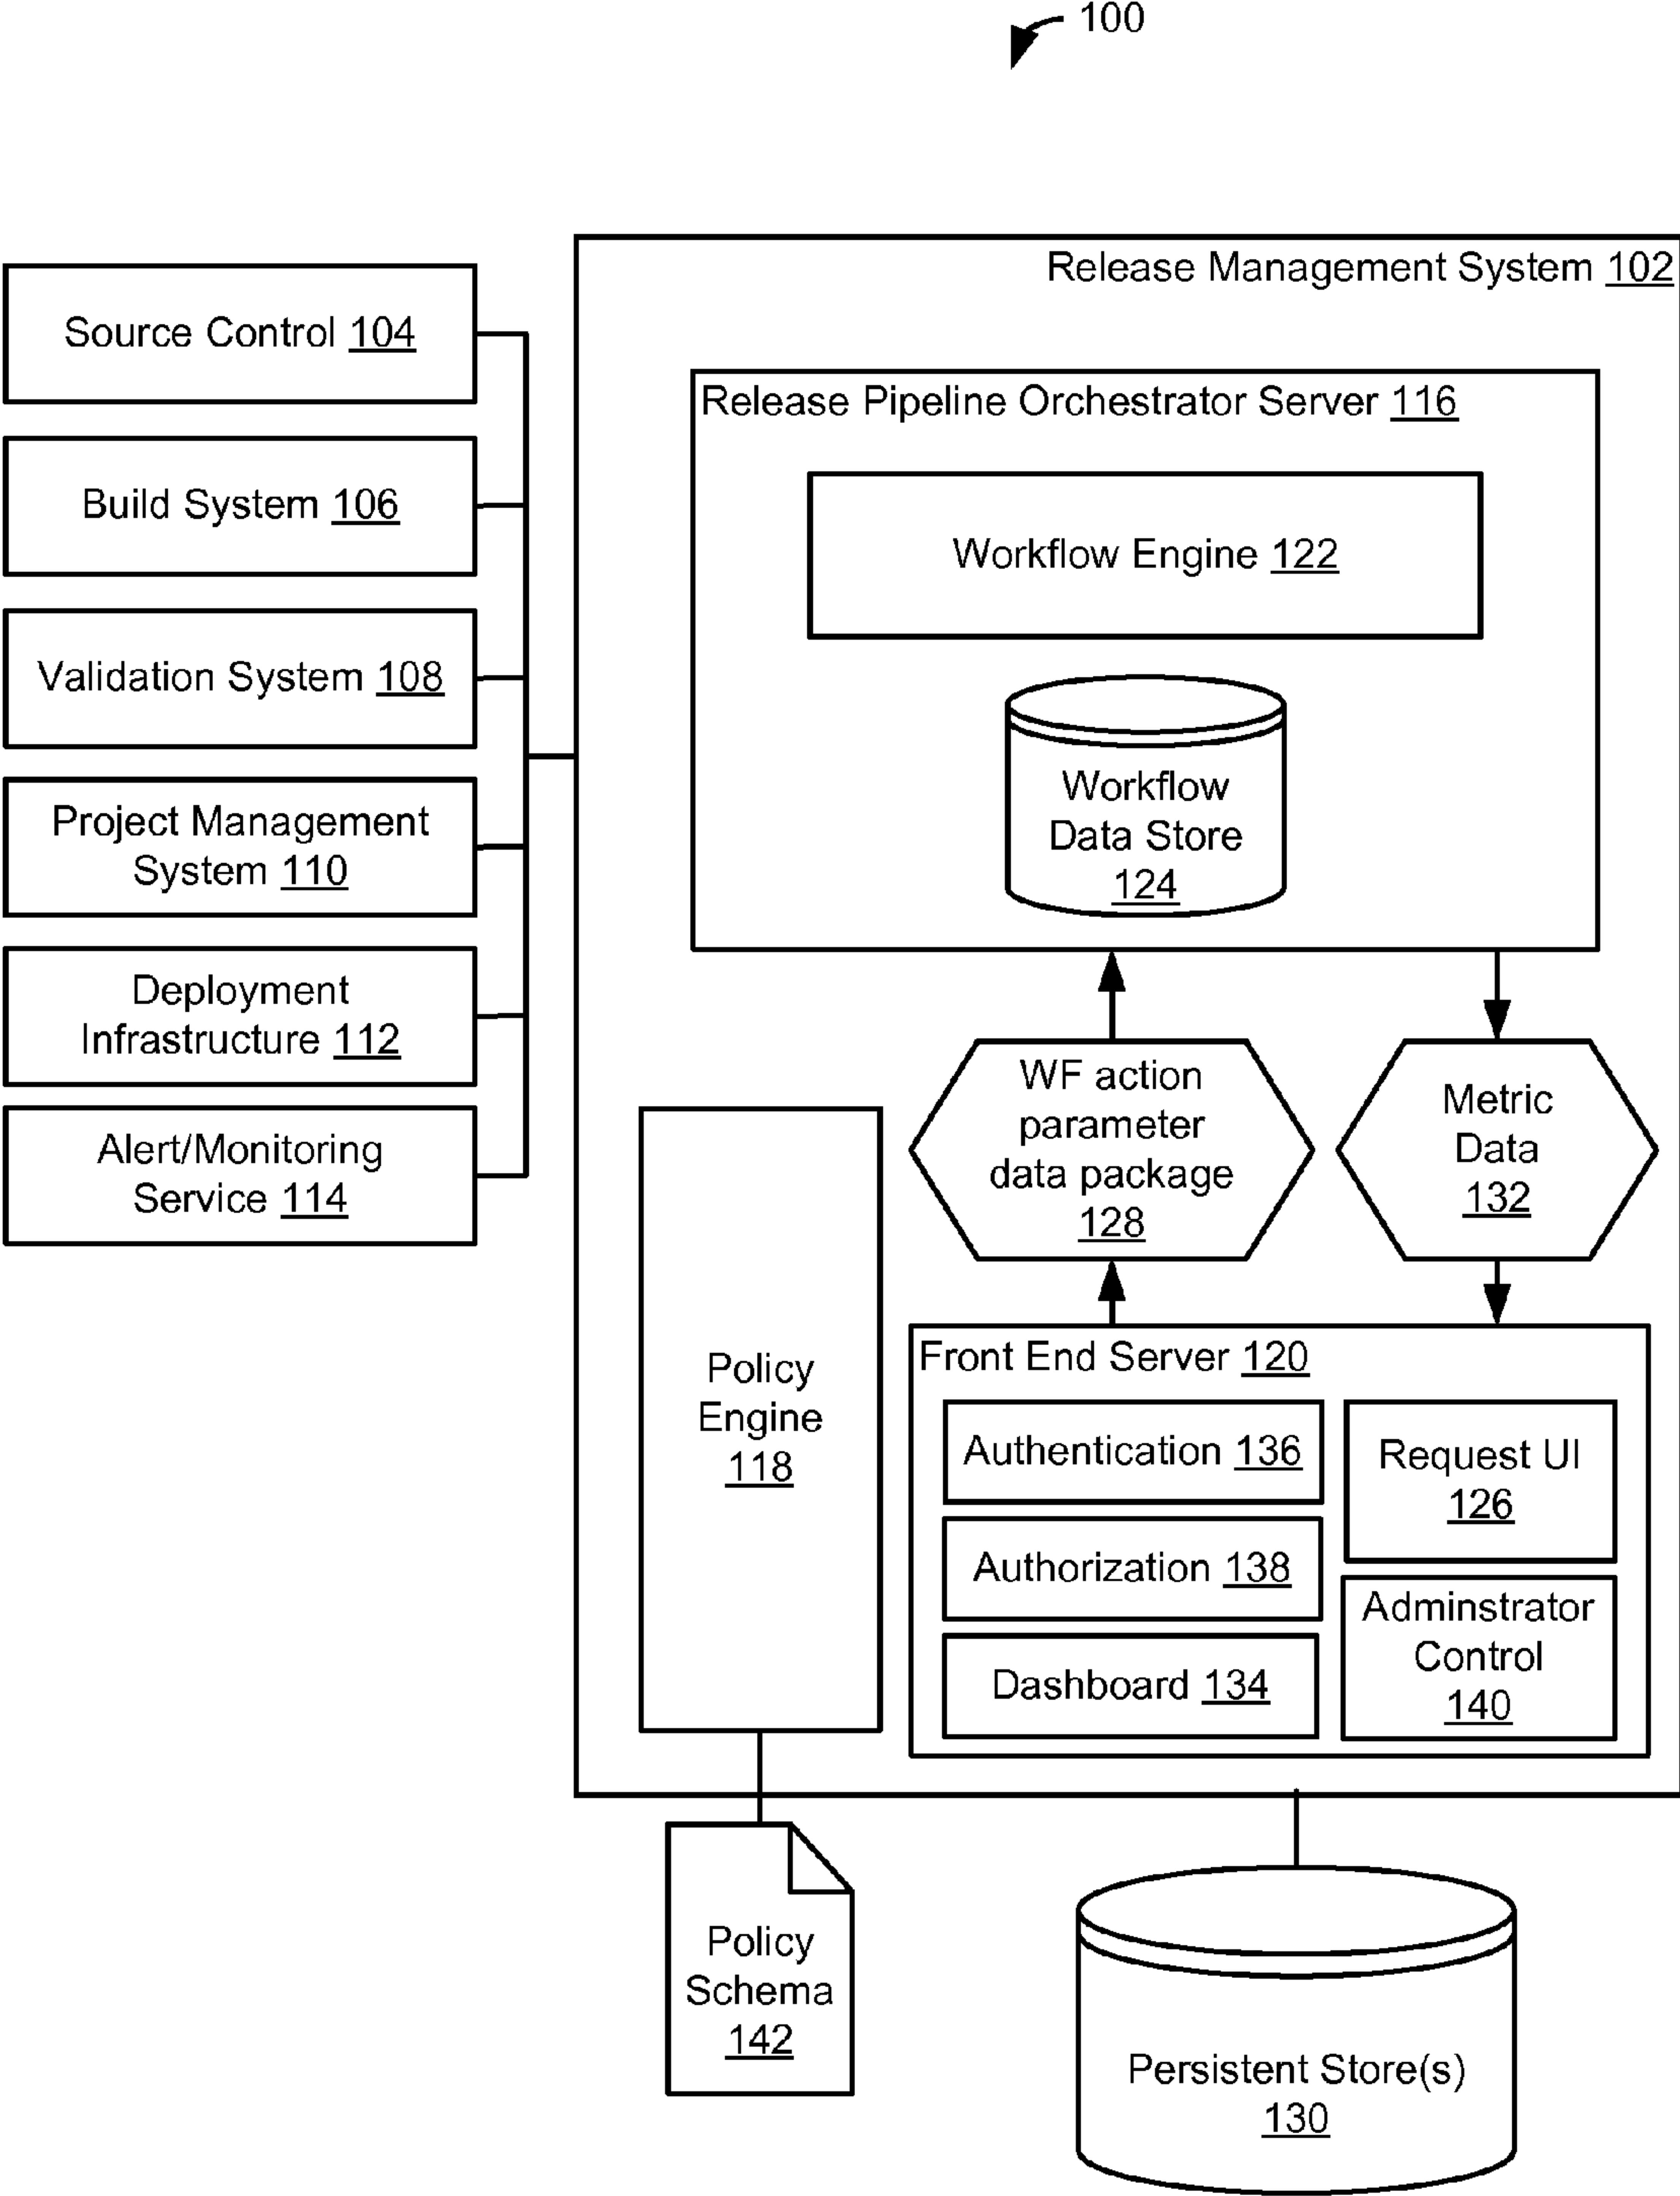 100
Release Management System 102
Source Control 104
Build System 106
Validation System 108
Project Management
System 110
Deployment
Infrastructure 112
Alert/Monitoring
Service 114
Release Pipeline Orchestrator Server 116
Workflow Engine 122
Workflow
Data Store
124
WF action
parameter
data package
128
Metric
Data
132
Policy
Engine
118
Front End Server 120
Authentication 136
Authorization 138
Dashboard 134
Request UI
126
Adminstrator
Control
140
Policy
Schema
142
Persistent Store(s)
130